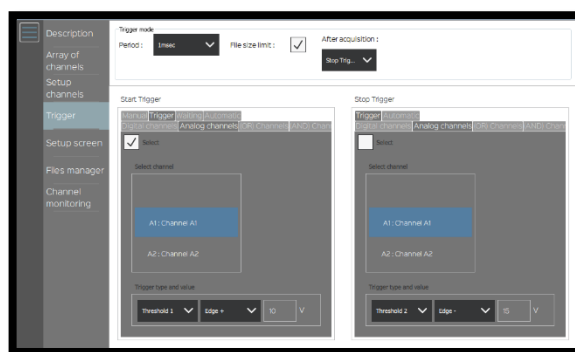 Description
Array of
channels
Setup
channels
Trigger
Setup screen
Files manager
Channel
monitoring
Trigger mode
Period :
1msec
File size limit :
After acquisition :
Stop Trig...
Start Trigger
Manual Trigger Waiting Automatic
Digital channels Analog channels (OR) Channels (AND) Chan
Select
Select channel
A1 : Channel A1
A2 : Channel A2
Trigger type and value
Threshold 1 Edge + 10 V
Stop Trigger
Trigger Automatic
Digital channels Analog channels (OR) Channels (AND) Chan
Select
Select channel
A1 : Channel A1
A2 : Channel A2
Trigger type and value
Threshold 2 Edge - 15 V